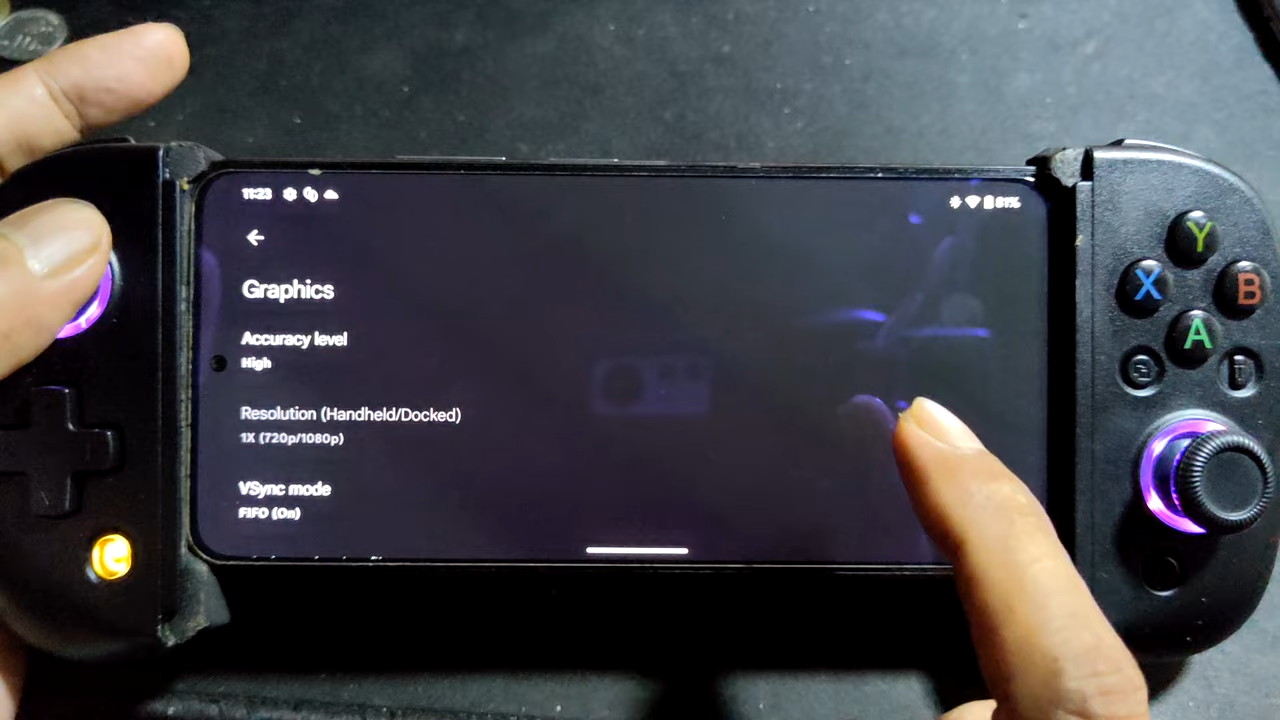 11:23
81%
Graphics
Accuracy level
High
Resolution (Handheld/Docked)
1X (720p/1080p)
VSync mode
FIFO (On)
Y
X
B
A